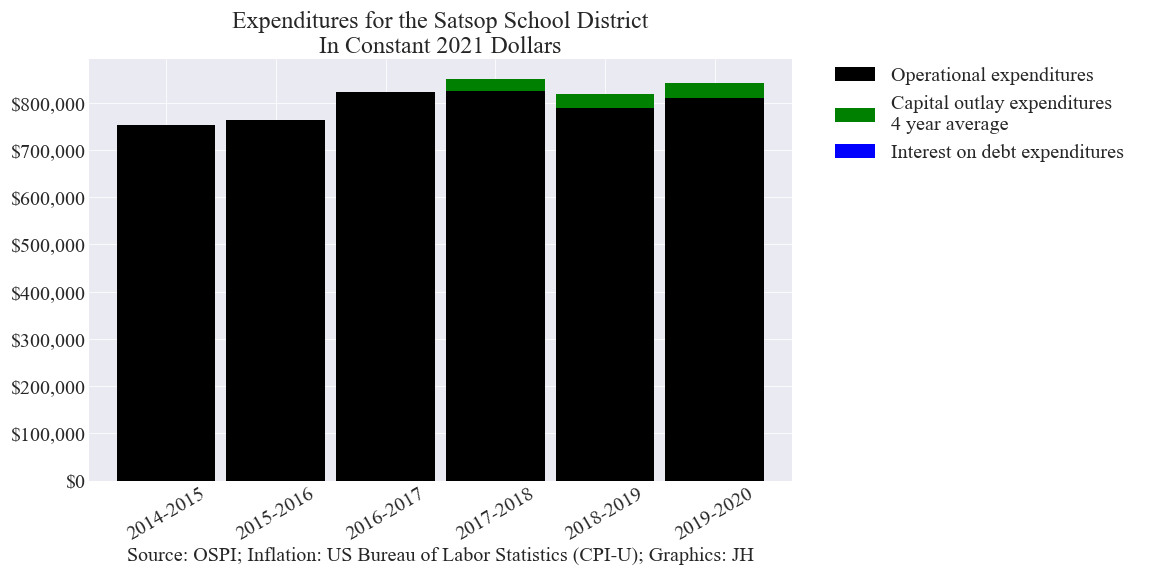 Expenditures for the Satsop School District
In Constant 2021 Dollars
$800,000
$700,000
$600,000
$500,000
$400,000
$300,000
$200,000
$100,000
$0
2014-2015
2015-2016
2016-2017
2017-2018
2018-2019
2019-2020
Source: OSPI; Inflation: US Bureau of Labor Statistics (CPI-U); Graphics: JH
Operational expenditures
Capital outlay expenditures
4 year average
Interest on debt expenditures